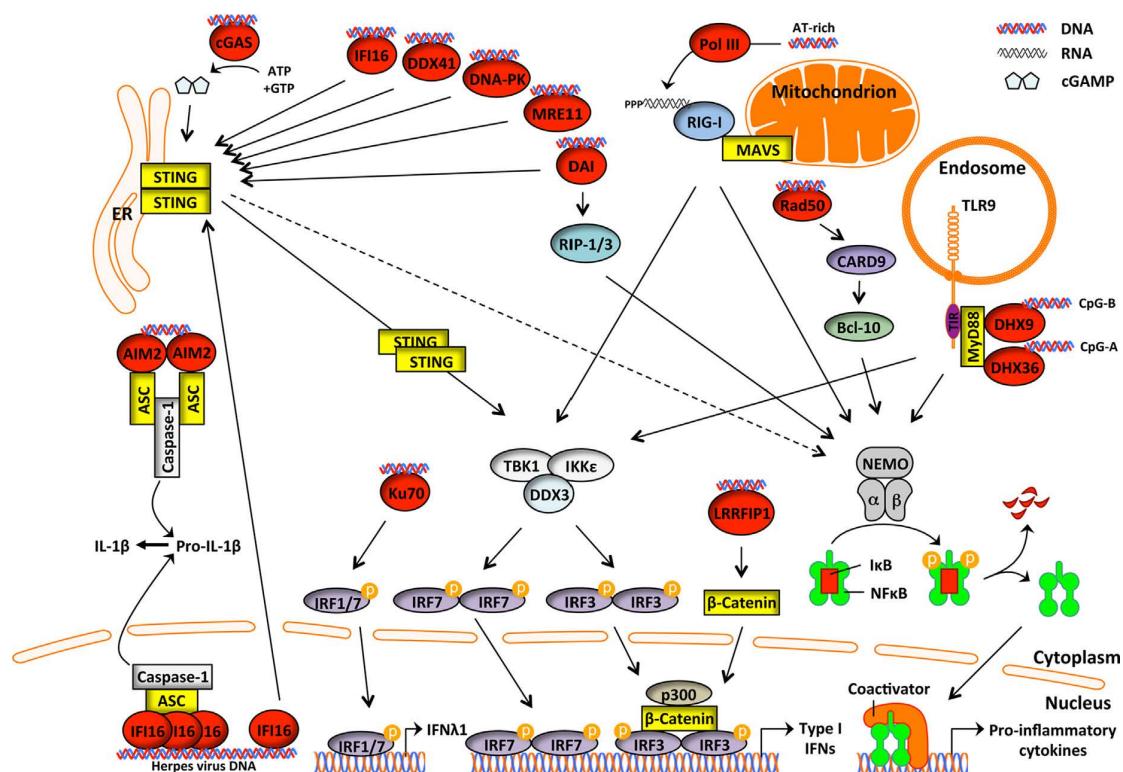 cGAS
ATP
+GTP
IFI16
DDX41
DNA-PK
MRE11
DAI
RIP-1/3
STING
STING
ER
Pol III
AT-rich
PPP
RIG-I
MAVS
Mitochondrion
DNA
RNA
cGAMP
Rad50
CARD9
Bcl-10
Endosome
TLR9
TIR
MyD88
DHX9
DHX36
CpG-B
CpG-A
STING
STING
AIM2
AIM2
ASC
ASC
Caspase-1
IL-1β
Pro-IL-1β
TBK1
IKKε
DDX3
Ku70
LRRFIP1
NEMO
α
β
IκB
NFκB
P
P
IRF1/7
P
IRF7
P
IRF7
P
IRF3
P
IRF3
P
β-Catenin
Cytoplasm
Nucleus
Caspase-1
ASC
IFI16
I16
16
IFI16
Herpes virus DNA
IRF1/7
P
IFNλ1
IRF7
P
IRF7
P
p300
β-Catenin
P
IRF3
IRF3
P
Type I
IFNs
Coactivator
Pro-inflammatory
cytokines